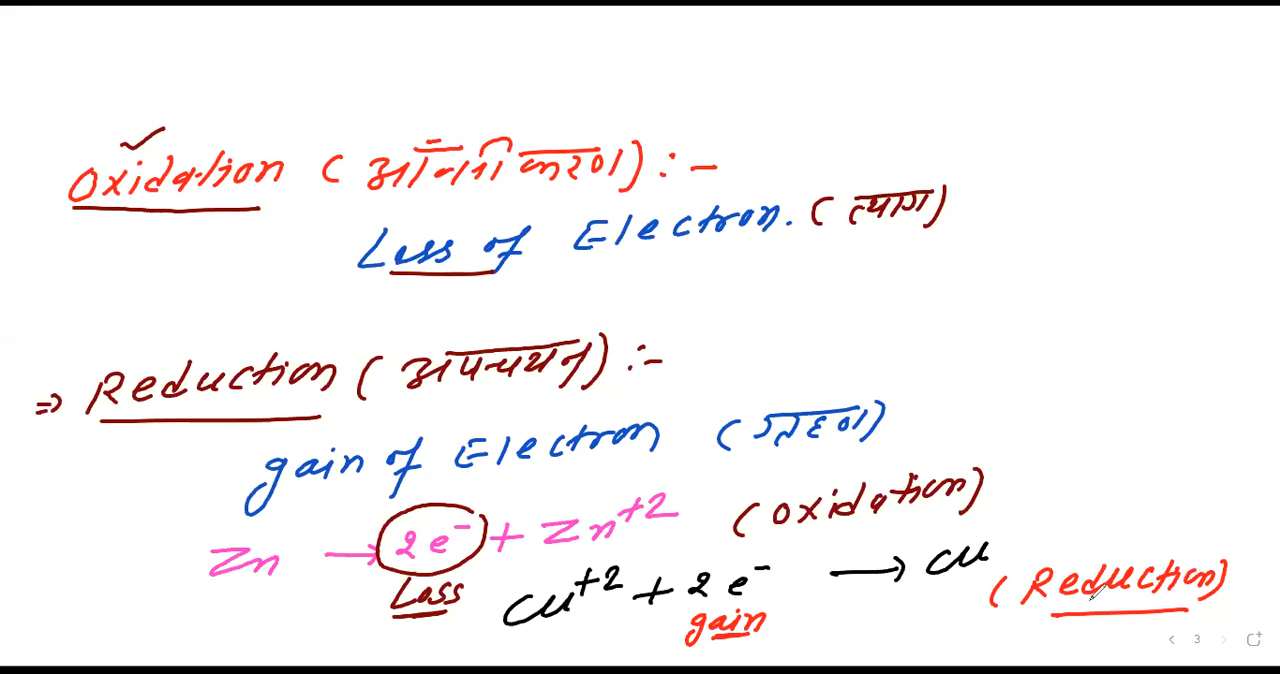 Oxidation (ऑक्सीकरण) :-
Loss of Electron. (त्याग)
⇒ Reduction (अपचयन) :-
gain of Electron (ग्रहण)
Zn → 2e⁻ + Zn⁺² (Oxidation)
Loss
Cu⁺² + 2e⁻ → Cu (Reduction)
gain
3